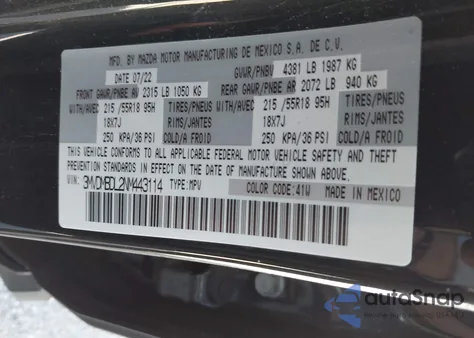 MFD. BY MAZDA MOTOR MANUFACTURING DE MEXICO S.A. DE C.V.
DATE 07/22 GVWR/PNBV 4381 LB 1987 KG
FRONT GAWR/PNBE AV 2315 LB 1050 KG REAR GAWR/PNBE AR 2072 LB 940 KG
WITH/AVEC 215/55R18 95H TIRES/PNEUS WITH/AVEC 215/55R18 95H TIRES/PNEUS
18X7J RIMS/JANTES 18X7J RIMS/JANTES
250 KPA/36 PSI COLD/A FROID 250 KPA/36 PSI COLD/A FROID
THIS VEHICLE CONFORMS TO ALL APPLICABLE FEDERAL MOTOR VEHICLE SAFETY AND THEFT
PREVENTION STANDARDS IN EFFECT ON THE DATE OF MANUFACTURE SHOWN ABOVE.
VIN: TYPE: MPV COLOR CODE: 41W MADE IN MEXICO
autoSnap